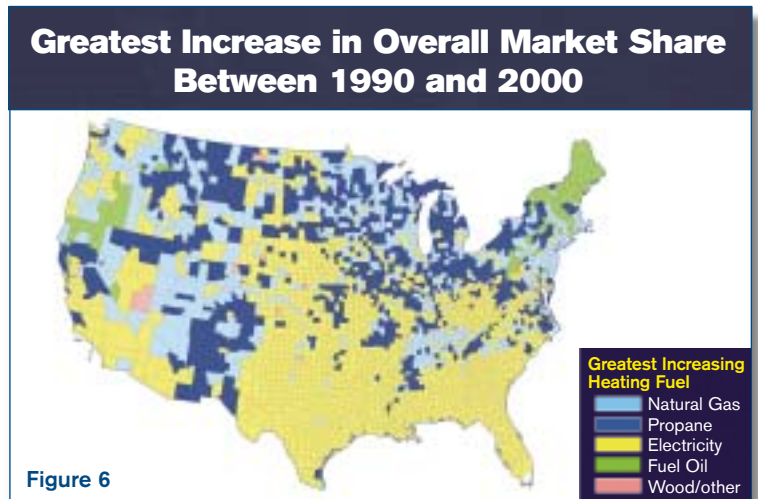 Greatest Increase in Overall Market Share
Between 1990 and 2000
Greatest Increasing
Heating Fuel
Natural Gas
Propane
Electricity
Fuel Oil
Wood/other
Figure 6